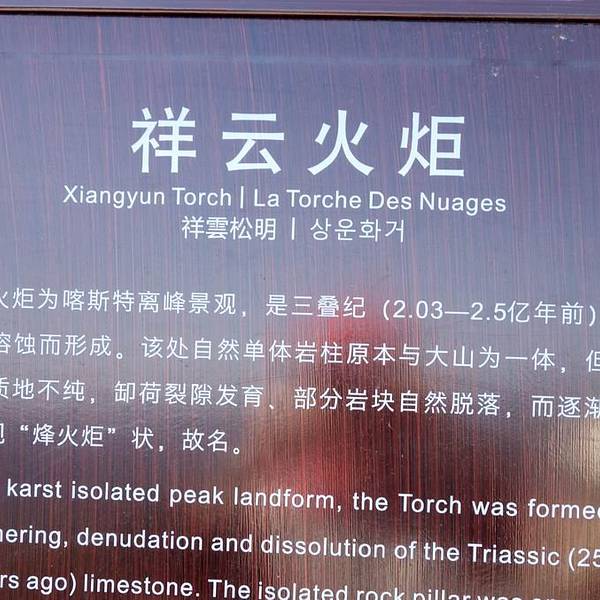 祥云火炬
Xiangyun Torch | La Torche Des Nuages
祥雲松明 | 상운화거
火炬为喀斯特离峰景观，是三叠纪（2.03—2.5亿年前）
溶蚀而形成。该处自然单体岩柱原本与大山为一体，但
质地不纯，卸荷裂隙发育、部分岩块自然脱落，而逐渐
“烽火炬”状，故名。
karst isolated peak landform, the Torch was formed
denudation and dissolution of the Triassic (25
ago) limestone. The isolated rock pillar was